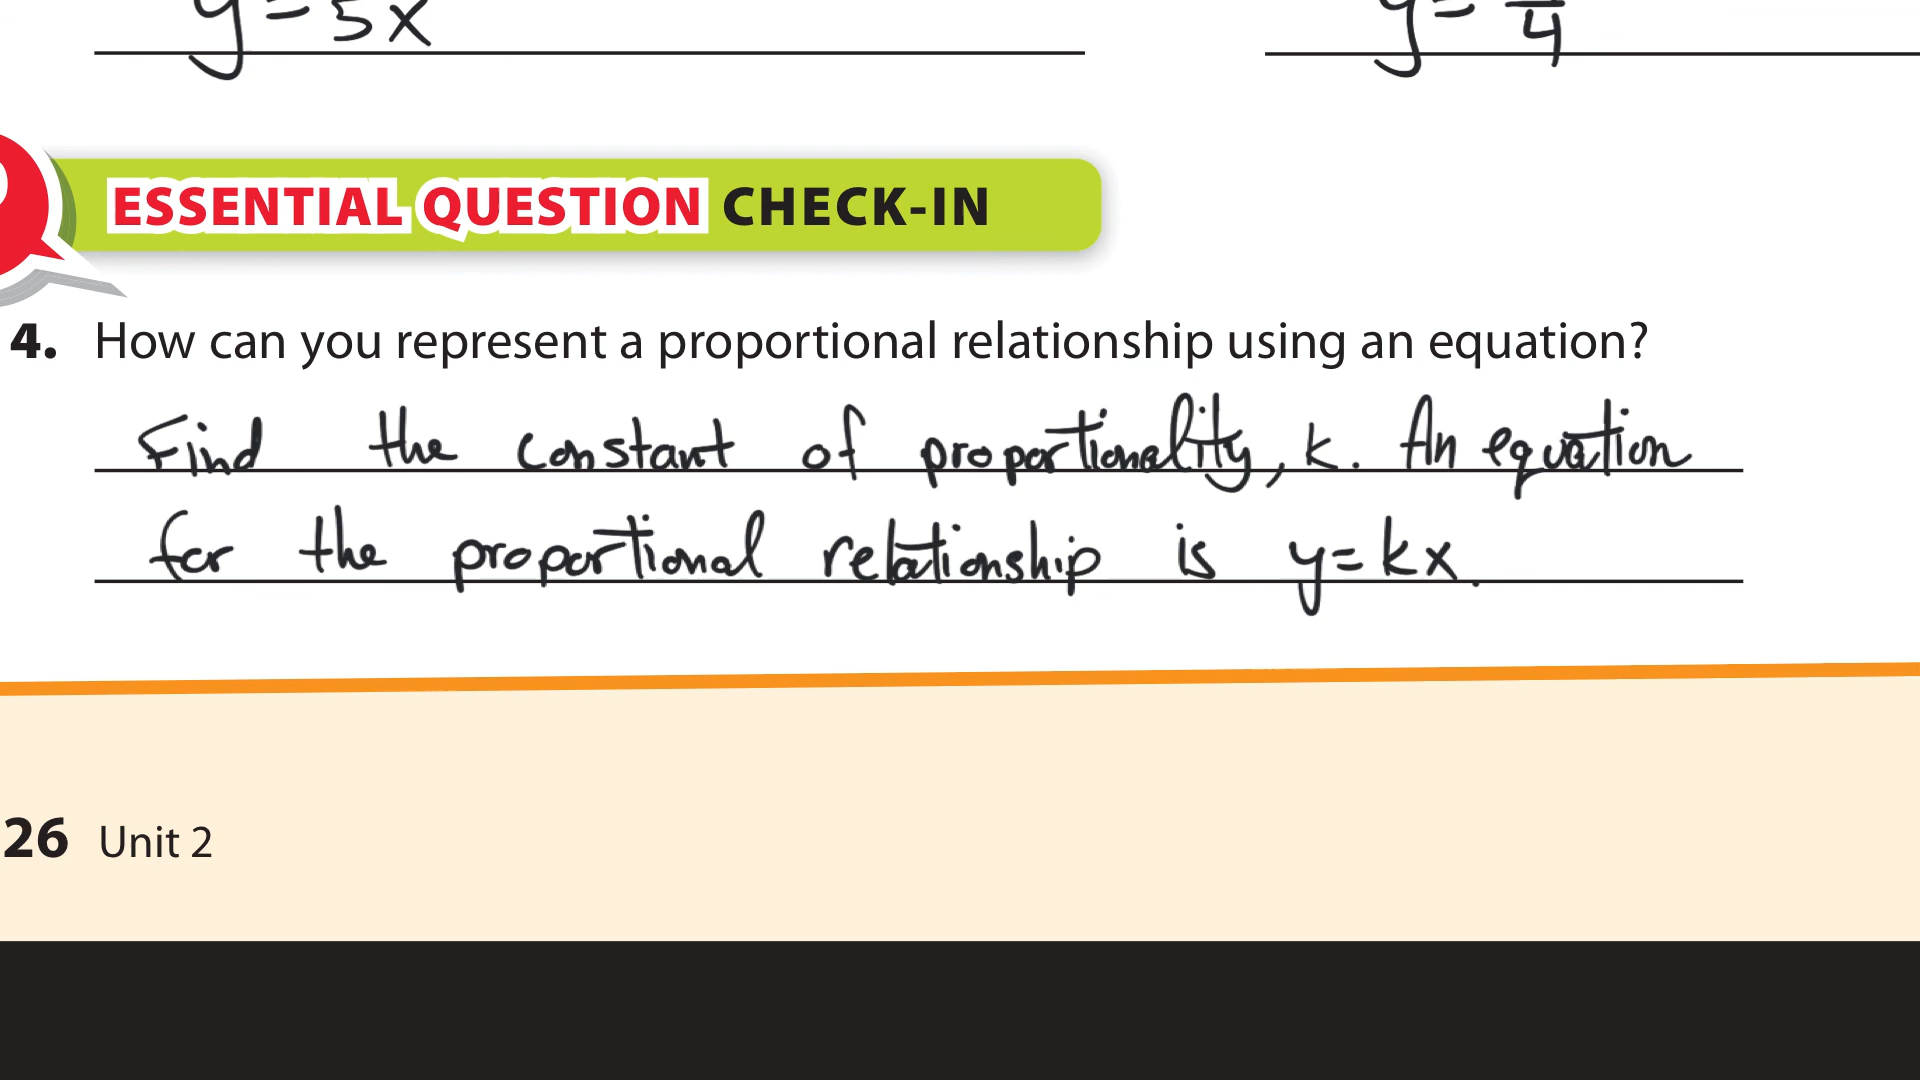 y = 5x
y =
4
ESSENTIAL QUESTION CHECK-IN
4. How can you represent a proportional relationship using an equation?
Find the constant of proportionality, k. An equation
for the proportional relationship is y = kx.
26 Unit 2